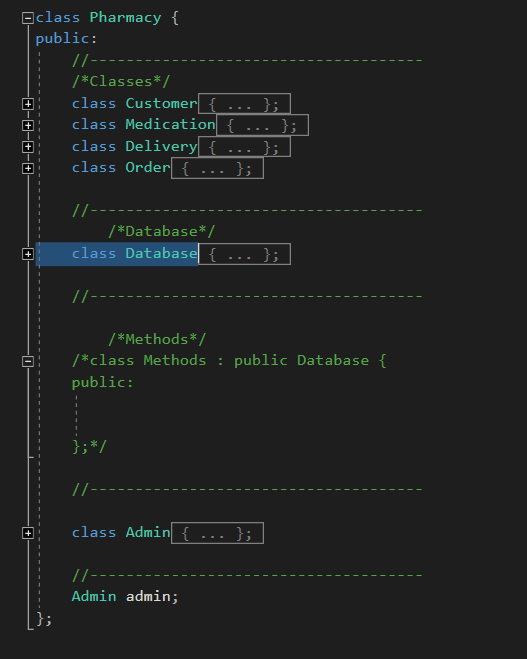 class Pharmacy {
public:
//-------------------------------------
/*Classes*/
class Customer { ... };
class Medication { ... };
class Delivery { ... };
class Order { ... };
//-------------------------------------
/*Database*/
class Database { ... };
//-------------------------------------
/*Methods*/
/*class Methods : public Database {
public:
};*/
//-------------------------------------
class Admin { ... };
//-------------------------------------
Admin admin;
};